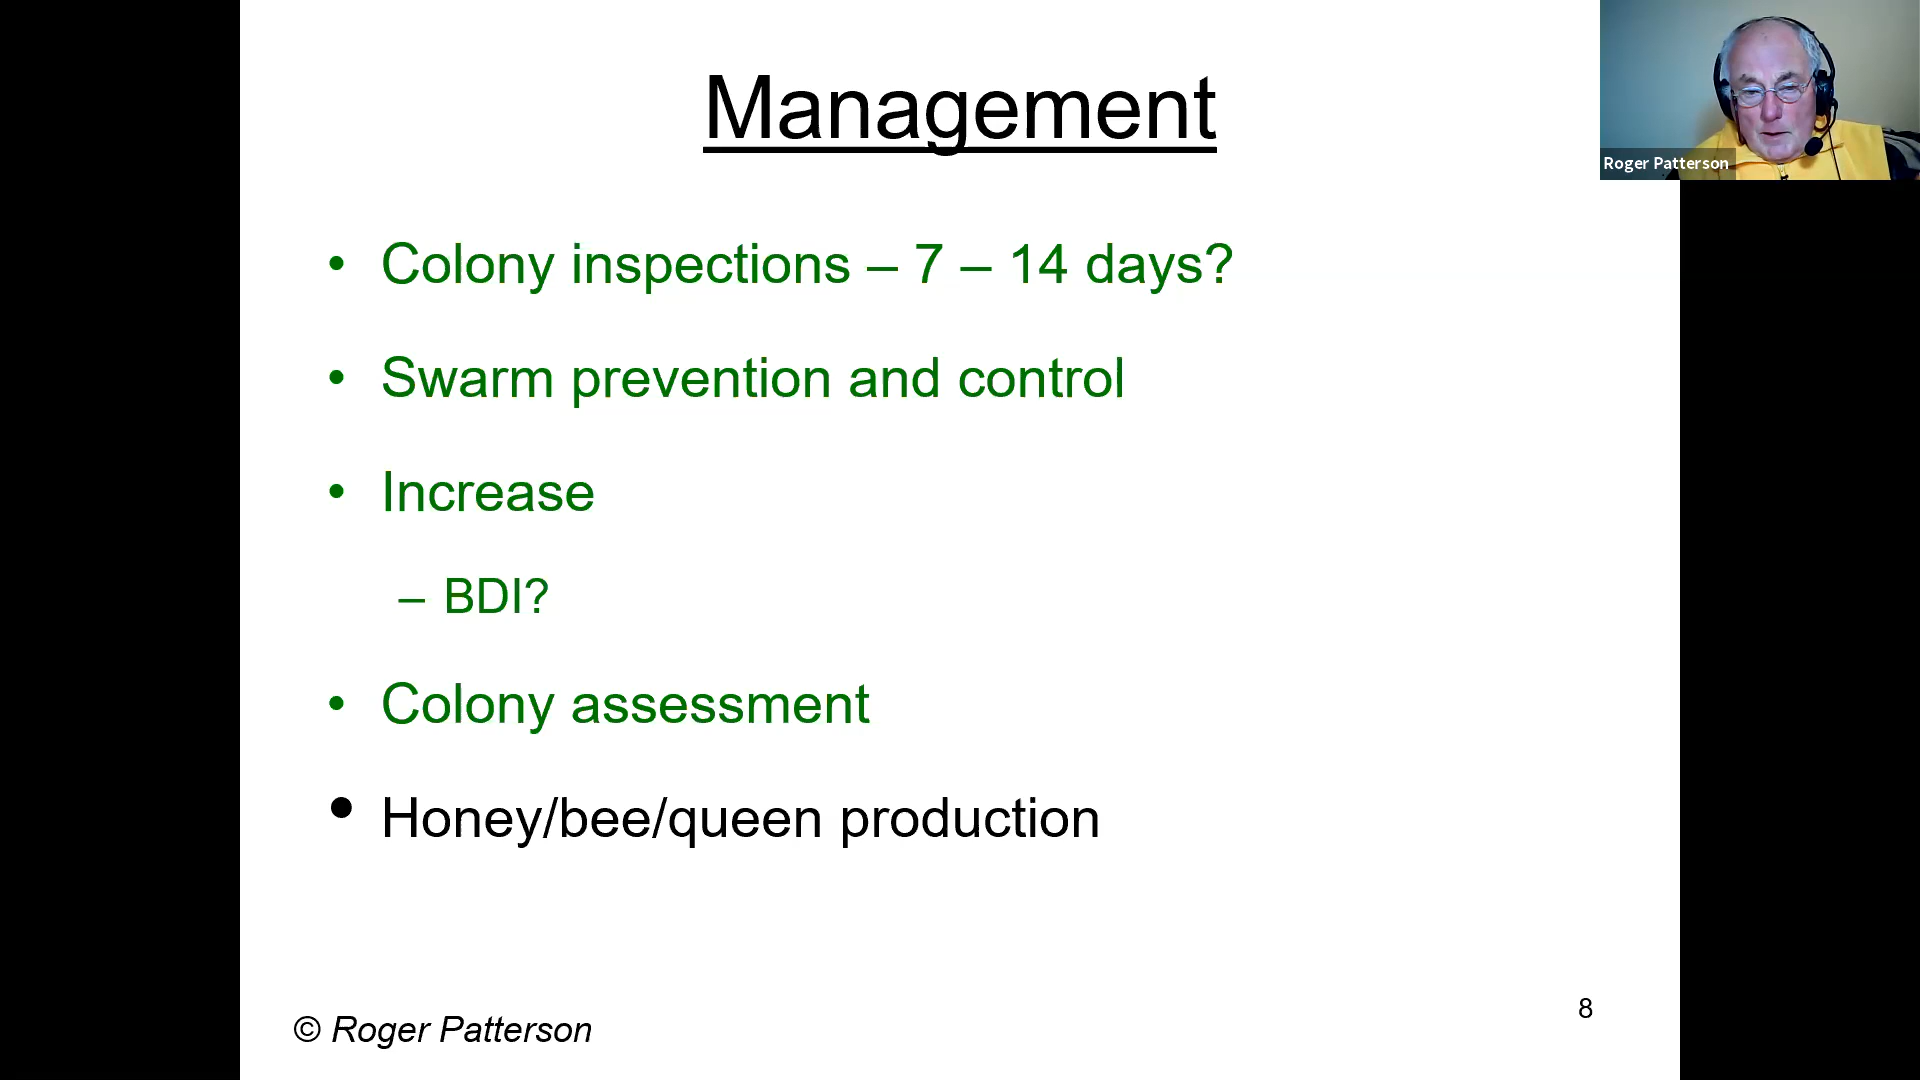 Management
Roger Patterson
• Colony inspections – 7 – 14 days?
• Swarm prevention and control
• Increase
– BDI?
• Colony assessment
• Honey/bee/queen production
8
© Roger Patterson